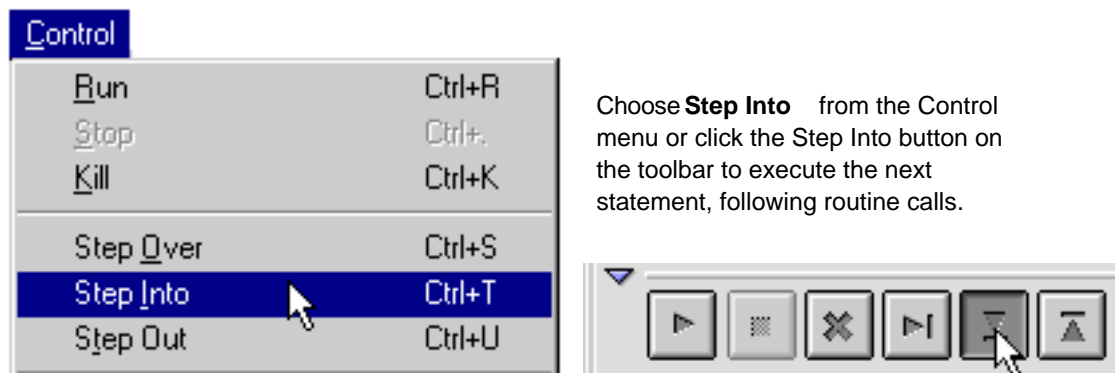 Control
Run Ctrl+R
Stop Ctrl+.
Kill Ctrl+K
Step Over Ctrl+S
Step Into Ctrl+T
Step Out Ctrl+U
Choose Step Into from the Control
menu or click the Step Into button on
the toolbar to execute the next
statement, following routine calls.